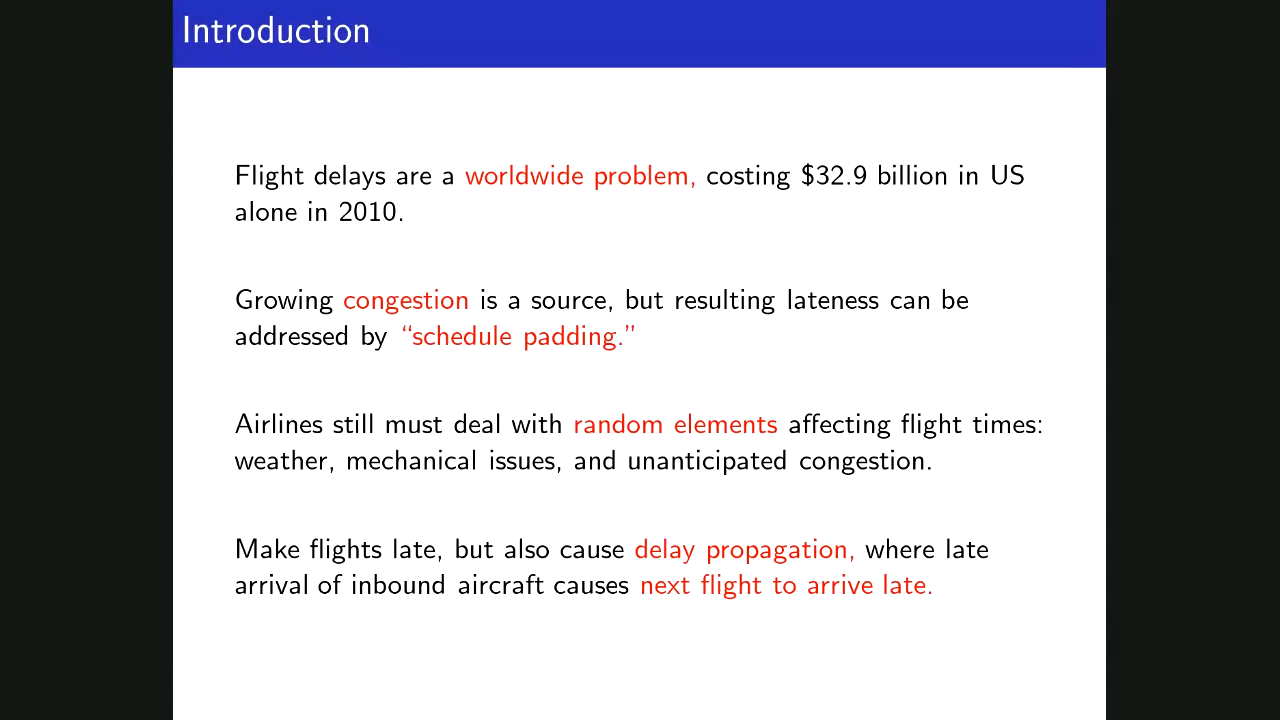 Introduction
Flight delays are a worldwide problem, costing $32.9 billion in US
alone in 2010.
Growing congestion is a source, but resulting lateness can be
addressed by “schedule padding.”
Airlines still must deal with random elements affecting flight times:
weather, mechanical issues, and unanticipated congestion.
Make flights late, but also cause delay propagation, where late
arrival of inbound aircraft causes next flight to arrive late.